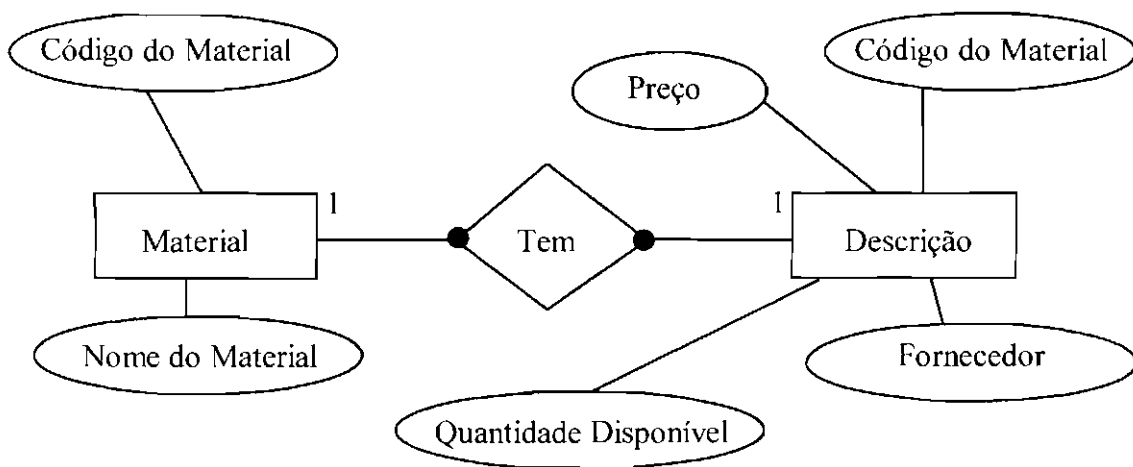 Código do Material
Código do Material
Preço
1
1
Material
Tem
Descrição
Nome do Material
Fornecedor
Quantidade Disponível